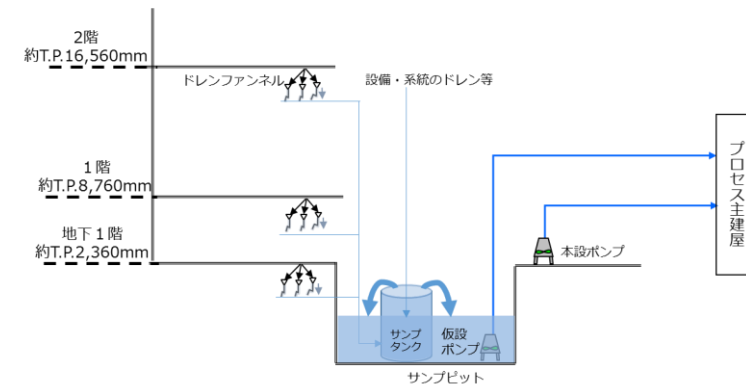 2階
約T.P.16,560mm
ドレンファンネル
設備・系統のドレン等
1階
約T.P.8,760mm
地下1階
約T.P.2,360mm
プロセス主建屋
本設ポンプ
サンプ
タンク
仮設
ポンプ
サンプピット